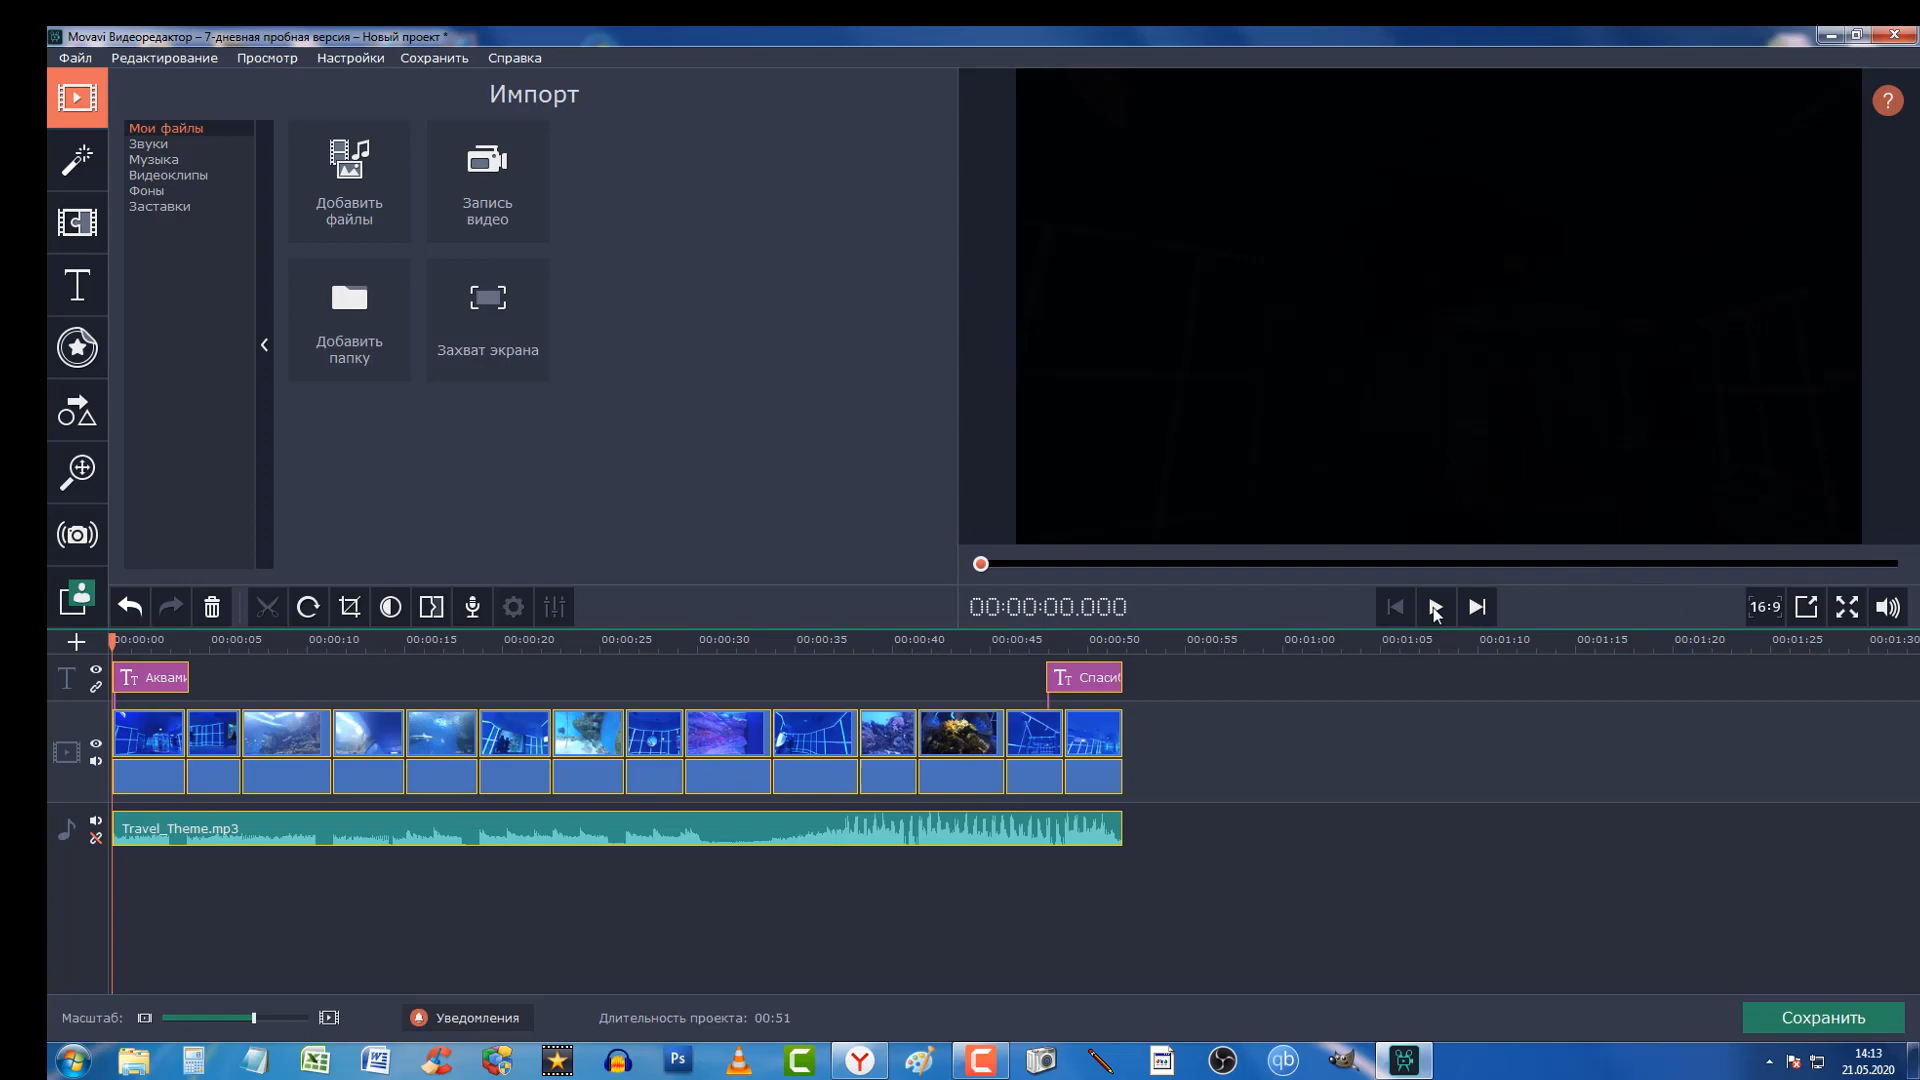 Movavi Видеоредактор – 7-дневная пробная версия – Новый проект *
Файл Редактирование Просмотр Настройки Сохранить Справка
Импорт
?
Мои файлы
Звуки
Музыка
Видеоклипы
Фоны
Заставки
Добавить файлы
Запись видео
Добавить папку
Захват экрана
00:00:00.000
16:9
00:00:00 00:00:05 00:00:10 00:00:15 00:00:20 00:00:25 00:00:30 00:00:35 00:00:40 00:00:45 00:00:50 00:00:55 00:01:00 00:01:05 00:01:10 00:01:15 00:01:20 00:01:25 00:01:30
Аквами
Спасиб
Travel_Theme.mp3
Масштаб:
Уведомления
Длительность проекта: 00:51
Сохранить
Ps
qb
14:13
21.05.2020